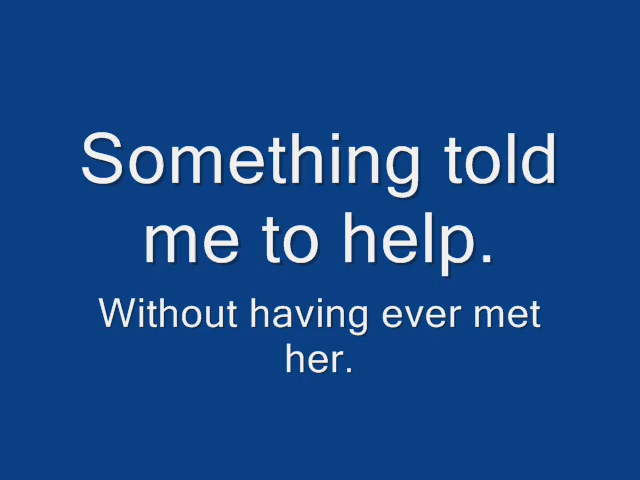 Something told
me to help.
Without having ever met
her.